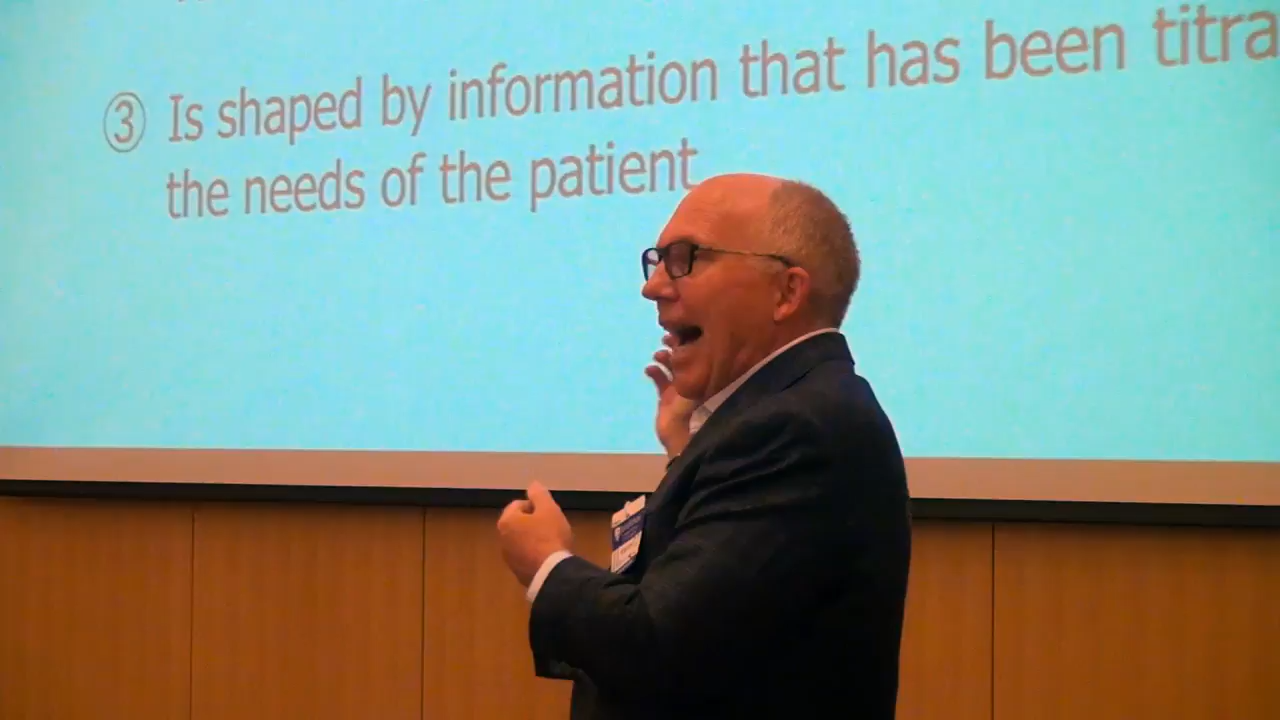 ③ Is shaped by information that has been titra
the needs of the patient